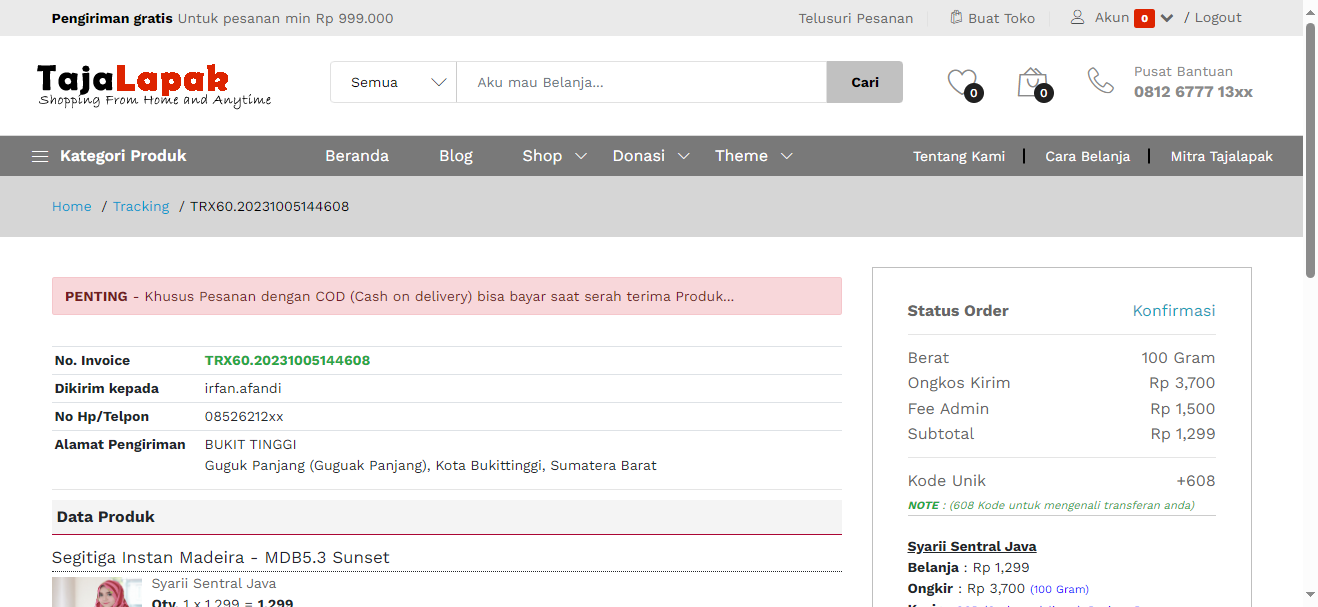 Pengiriman gratis Untuk pesanan min Rp 999.000
Telusuri Pesanan
Buat Toko
Akun 0 / Logout
TajaLapak
Shopping From Home and Anytime
Semua
Aku mau Belanja...
Cari
0
0
Pusat Bantuan
0812 6777 13xx
Kategori Produk
Beranda
Blog
Shop
Donasi
Theme
Tentang Kami
Cara Belanja
Mitra Tajalapak
Home / Tracking / TRX60.20231005144608
PENTING - Khusus Pesanan dengan COD (Cash on delivery) bisa bayar saat serah terima Produk...
No. Invoice TRX60.20231005144608
Dikirim kepada irfan.afandi
No Hp/Telpon 08526212xx
Alamat Pengiriman BUKIT TINGGI
Guguk Panjang (Guguak Panjang), Kota Bukittinggi, Sumatera Barat
Data Produk
Segitiga Instan Madeira - MDB5.3 Sunset
Syarii Sentral Java
Qty. 1 x 1,299 = 1,299
Status Order Konfirmasi
Berat 100 Gram
Ongkos Kirim Rp 3,700
Fee Admin Rp 1,500
Subtotal Rp 1,299
Kode Unik +608
NOTE : (608 Kode untuk mengenali transferan anda)
Syarii Sentral Java
Belanja : Rp 1,299
Ongkir : Rp 3,700 (100 Gram)